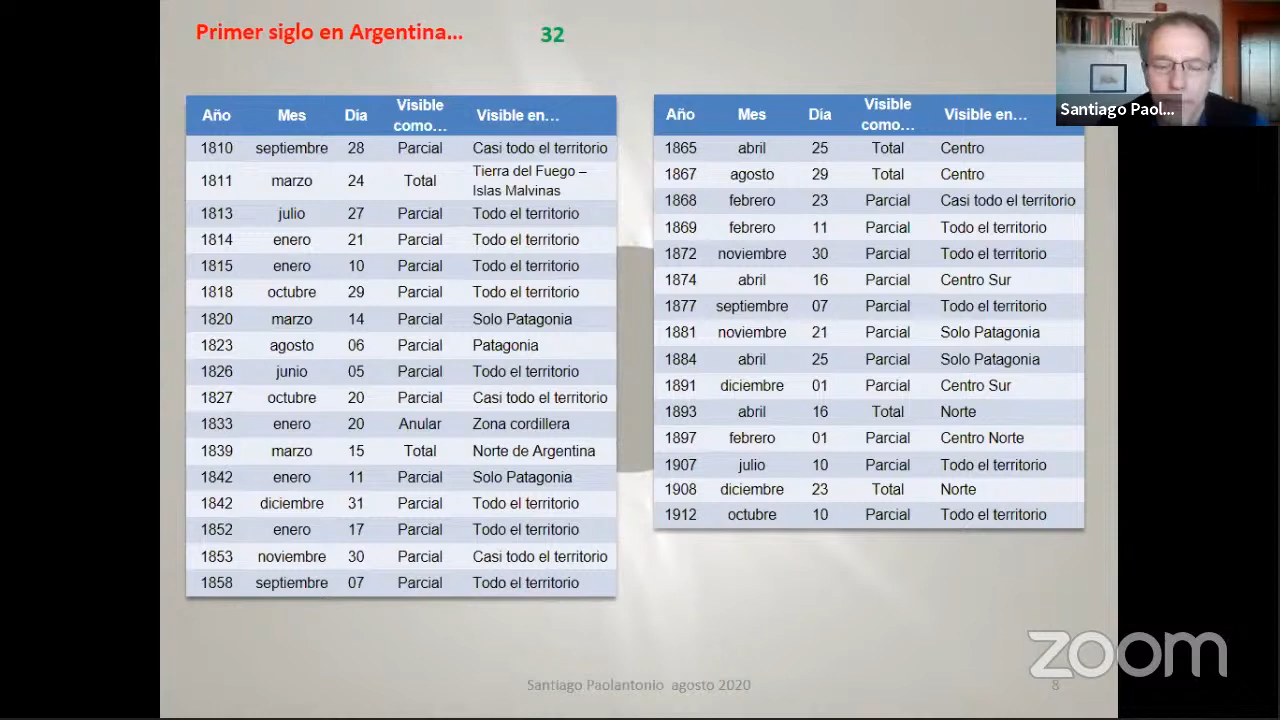 Primer siglo en Argentina... 32
Santiago Paol...
Año Mes Día Visible como... Visible en...
1810 septiembre 28 Parcial Casi todo el territorio
1811 marzo 24 Total Tierra del Fuego – Islas Malvinas
1813 julio 27 Parcial Todo el territorio
1814 enero 21 Parcial Todo el territorio
1815 enero 10 Parcial Todo el territorio
1818 octubre 29 Parcial Todo el territorio
1820 marzo 14 Parcial Solo Patagonia
1823 agosto 06 Parcial Patagonia
1826 junio 05 Parcial Todo el territorio
1827 octubre 20 Parcial Casi todo el territorio
1833 enero 20 Anular Zona cordillera
1839 marzo 15 Total Norte de Argentina
1842 enero 11 Parcial Solo Patagonia
1842 diciembre 31 Parcial Todo el territorio
1852 enero 17 Parcial Todo el territorio
1853 noviembre 30 Parcial Casi todo el territorio
1858 septiembre 07 Parcial Todo el territorio
Año Mes Día Visible como... Visible en...
1865 abril 25 Total Centro
1867 agosto 29 Total Centro
1868 febrero 23 Parcial Casi todo el territorio
1869 febrero 11 Parcial Todo el territorio
1872 noviembre 30 Parcial Todo el territorio
1874 abril 16 Parcial Centro Sur
1877 septiembre 07 Parcial Todo el territorio
1881 noviembre 21 Parcial Solo Patagonia
1884 abril 25 Parcial Solo Patagonia
1891 diciembre 01 Parcial Centro Sur
1893 abril 16 Total Norte
1897 febrero 01 Parcial Centro Norte
1907 julio 10 Parcial Todo el territorio
1908 diciembre 23 Total Norte
1912 octubre 10 Parcial Todo el territorio
zoom
Santiago Paolantonio agosto 2020 8